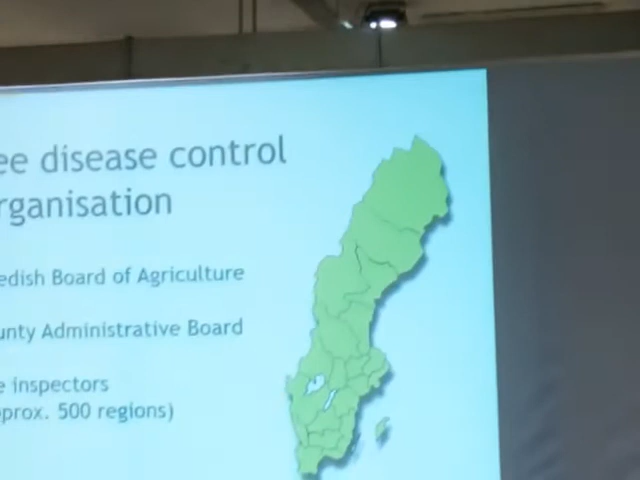 ee disease control
rganisation
edish Board of Agriculture
unty Administrative Board
e inspectors
prox. 500 regions)